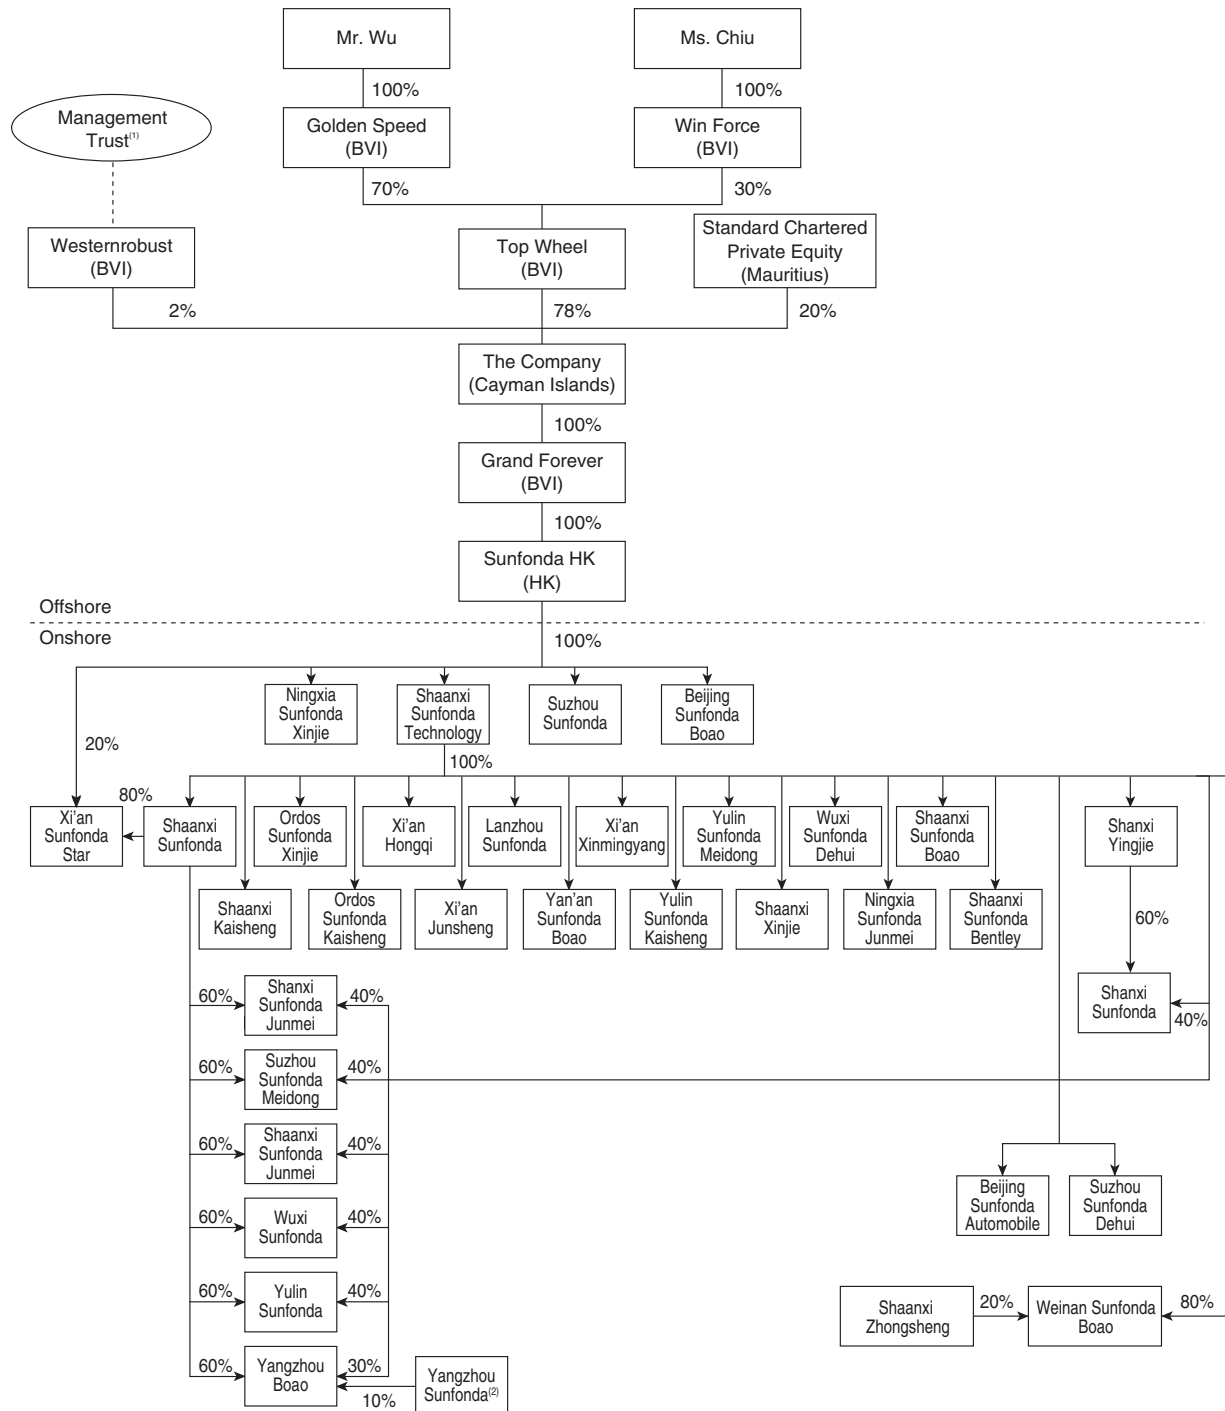 Mr. Wu
Ms. Chiu
100%
100%
Management
Trust(1)
Golden Speed
(BVI)
Win Force
(BVI)
70%
30%
Westernrobust
(BVI)
Top Wheel
(BVI)
Standard Chartered
Private Equity
(Mauritius)
2%
78%
20%
The Company
(Cayman Islands)
100%
Grand Forever
(BVI)
100%
Sunfonda HK
(HK)
Offshore
Onshore
100%
Ningxia
Sunfonda
Xinjie
Shaanxi
Sunfonda
Technology
Suzhou
Sunfonda
Beijing
Sunfonda
Boao
20%
100%
80%
Xi'an
Sunfonda
Star
Shaanxi
Sunfonda
Ordos
Sunfonda
Xinjie
Xi'an
Hongqi
Lanzhou
Sunfonda
Xi'an
Xinmingyang
Yulin
Sunfonda
Meidong
Wuxi
Sunfonda
Dehui
Shaanxi
Sunfonda
Boao
Shanxi
Yingjie
Shaanxi
Kaisheng
Ordos
Sunfonda
Kaisheng
Xi'an
Junsheng
Yan'an
Sunfonda
Boao
Yulin
Sunfonda
Kaisheng
Shaanxi
Xinjie
Ningxia
Sunfonda
Junmei
Shaanxi
Sunfonda
Bentley
60%
60%
Shanxi
Sunfonda
Junmei
40%
Shanxi
Sunfonda
40%
60%
Suzhou
Sunfonda
Meidong
40%
60%
Shaanxi
Sunfonda
Junmei
40%
Beijing
Sunfonda
Automobile
Suzhou
Sunfonda
Dehui
60%
Wuxi
Sunfonda
40%
60%
Yulin
Sunfonda
40%
Shaanxi
Zhongsheng
20%
Weinan Sunfonda
Boao
80%
60%
Yangzhou
Boao
30%
10%
Yangzhou
Sunfonda(2)